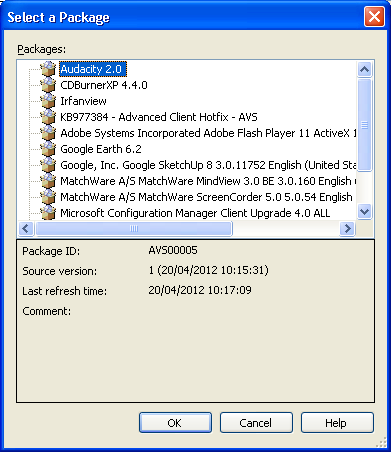 Select a Package
Packages:
Audacity 2.0
CDBurnerXP 4.4.0
Irfanview
KB977384 - Advanced Client Hotfix - AVS
Adobe Systems Incorporated Adobe Flash Player 11 ActiveX 1
Google Earth 6.2
Google, Inc. Google SketchUp 8 3.0.11752 English (United Sta
MatchWare A/S MatchWare MindView 3.0 BE 3.0.160 English
MatchWare A/S MatchWare ScreenCorder 5.0 5.0.54 English
Microsoft Configuration Manager Client Upgrade 4.0 ALL
Package ID: AVS00005
Source version: 1 (20/04/2012 10:15:31)
Last refresh time: 20/04/2012 10:17:09
Comment:
OK Cancel Help